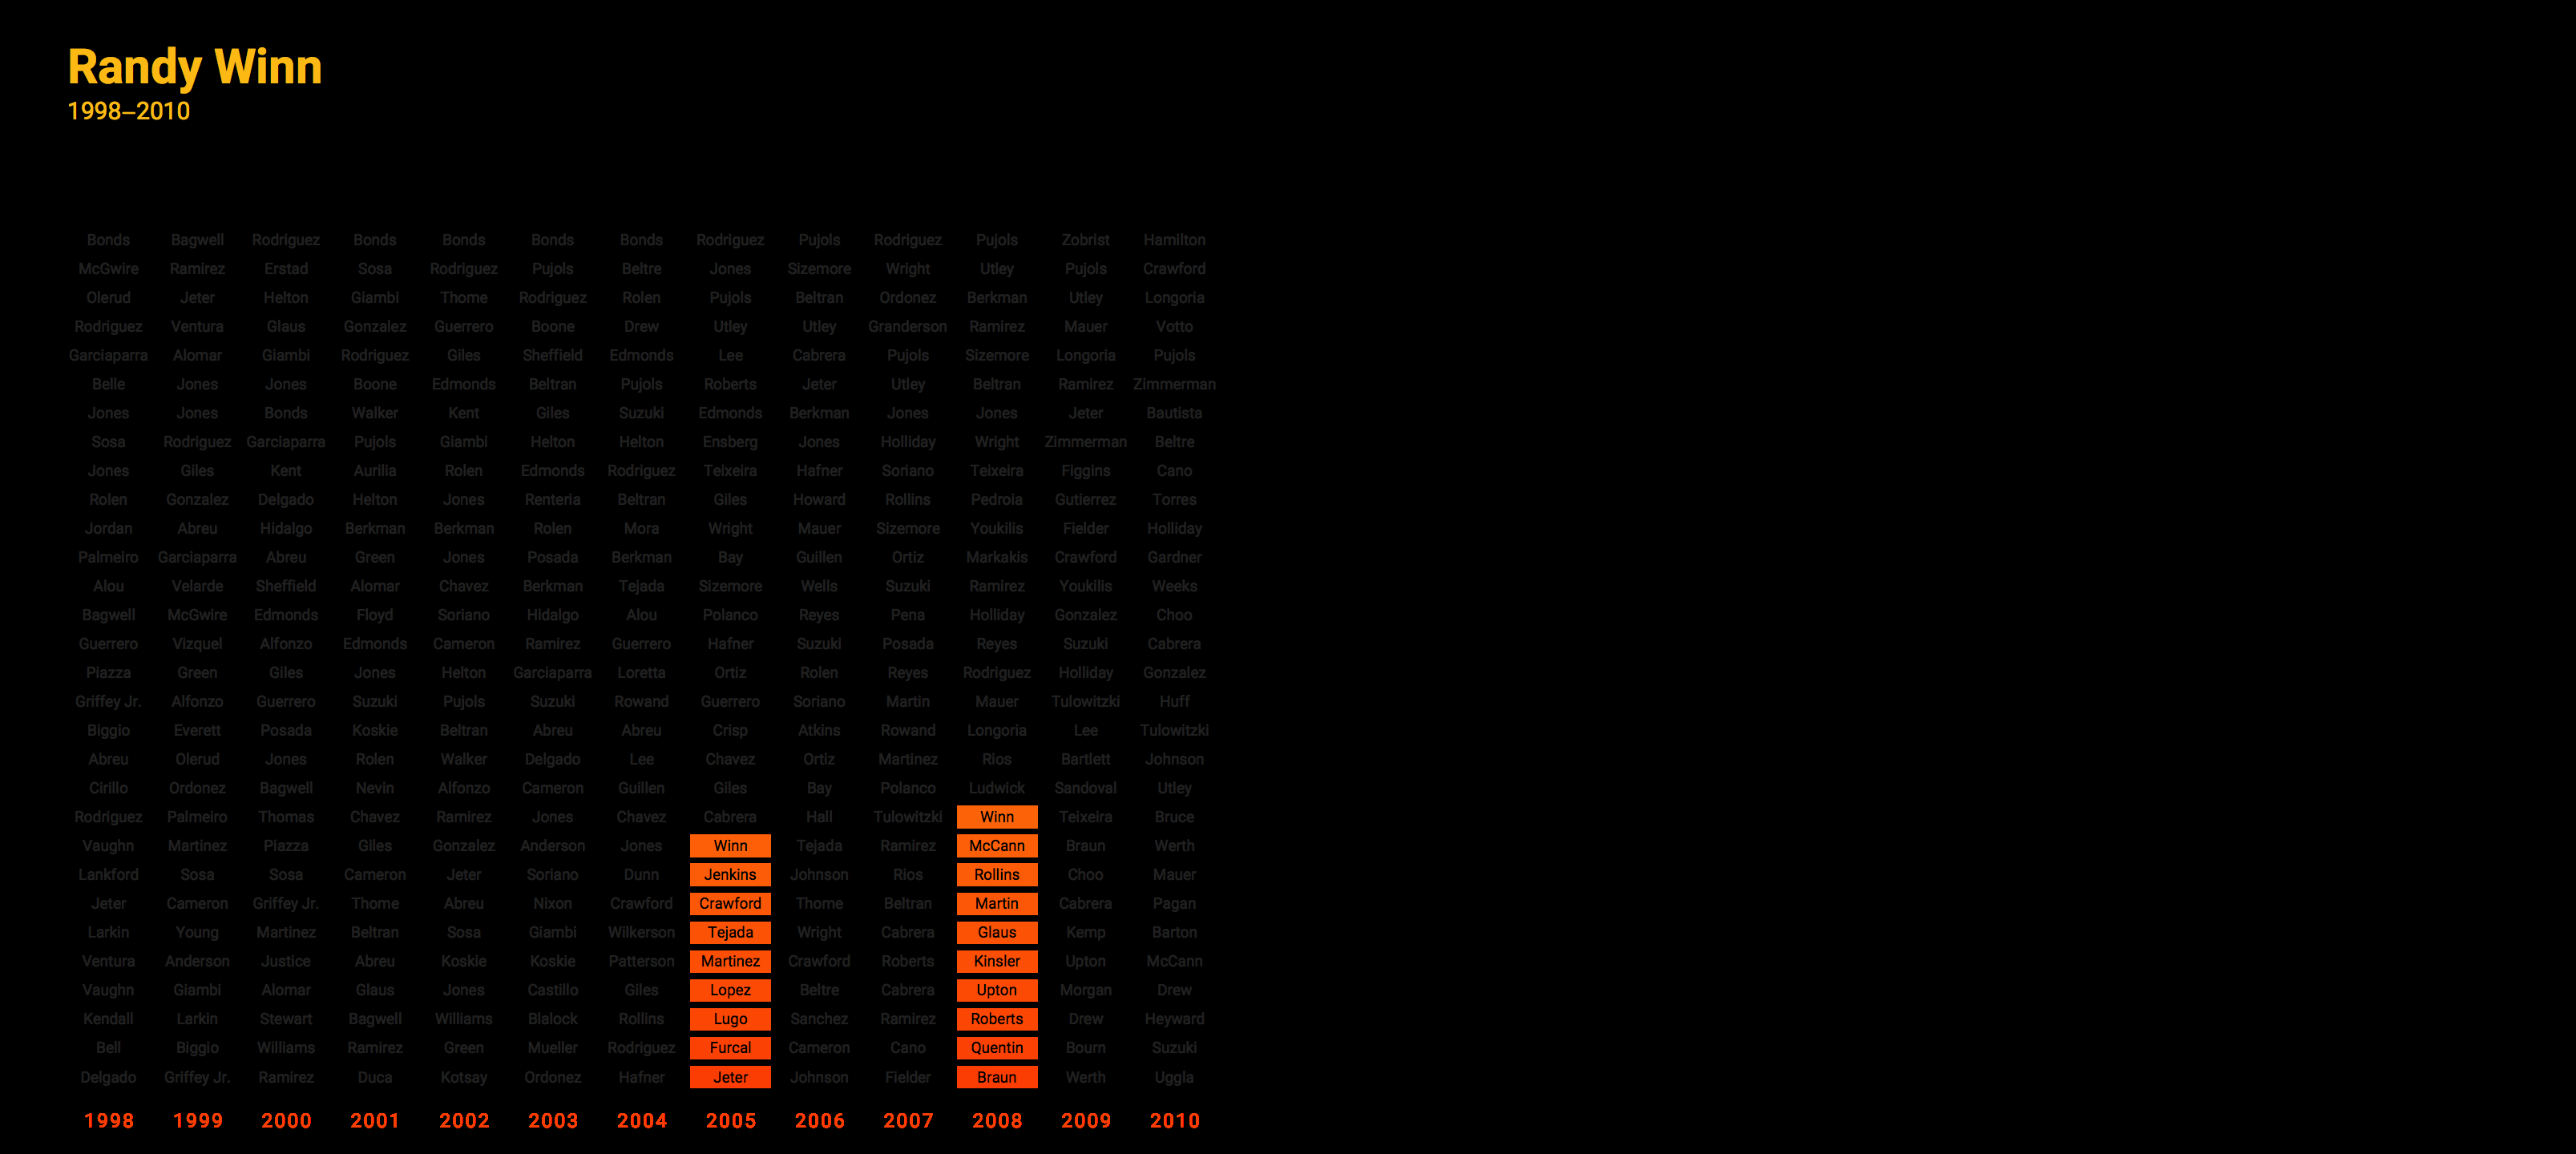 Randy Winn
1998–2010
Bonds Bagwell Rodriguez Bonds Bonds Bonds Bonds Rodriguez Pujols Rodriguez Pujols Zobrist Hamilton
McGwire Ramirez Erstad Sosa Rodriguez Pujols Beltre Jones Sizemore Wright Utley Pujols Crawford
Olerud Jeter Helton Giambi Thome Rodriguez Rolen Pujols Beltran Ordonez Berkman Utley Longoria
Rodriguez Ventura Glaus Gonzalez Guerrero Boone Drew Utley Utley Granderson Ramirez Mauer Votto
Garciaparra Alomar Giambi Rodriguez Giles Sheffield Edmonds Lee Cabrera Pujols Sizemore Longoria Pujols
Belle Jones Jones Boone Edmonds Beltran Pujols Roberts Jeter Utley Beltran Ramirez Zimmerman
Jones Jones Bonds Walker Kent Giles Suzuki Edmonds Berkman Jones Jones Jeter Bautista
Sosa Rodriguez Garciaparra Pujols Giambi Helton Helton Ensberg Jones Holliday Wright Zimmerman Beltre
Jones Giles Kent Aurilia Rolen Edmonds Rodriguez Teixeira Hafner Soriano Teixeira Figgins Cano
Rolen Gonzalez Delgado Helton Jones Renteria Beltran Giles Howard Rollins Pedroia Gutierrez Torres
Jordan Abreu Hidalgo Berkman Berkman Rolen Mora Wright Mauer Sizemore Youkilis Fielder Holliday
Palmeiro Garciaparra Abreu Green Jones Posada Berkman Bay Guillen Ortiz Markakis Crawford Gardner
Alou Velarde Sheffield Alomar Chavez Berkman Tejada Sizemore Wells Suzuki Ramirez Youkilis Weeks
Bagwell McGwire Edmonds Floyd Soriano Hidalgo Alou Polanco Reyes Pena Holliday Gonzalez Choo
Guerrero Vizquel Alfonzo Edmonds Cameron Ramirez Guerrero Hafner Suzuki Posada Reyes Suzuki Cabrera
Piazza Green Giles Jones Helton Garciaparra Loretta Ortiz Rolen Reyes Rodriguez Holliday Gonzalez
Griffey Jr. Alfonzo Guerrero Suzuki Pujols Suzuki Rowand Guerrero Soriano Martin Mauer Tulowitzki Huff
Biggio Everett Posada Koskie Beltran Abreu Abreu Crisp Atkins Rowand Longoria Lee Tulowitzki
Abreu Olerud Jones Rolen Walker Delgado Lee Chavez Ortiz Martinez Rios Bartlett Johnson
Cirillo Ordonez Bagwell Nevin Alfonzo Cameron Guillen Giles Bay Polanco Ludwick Sandoval Utley
Rodriguez Palmeiro Thomas Chavez Ramirez Jones Chavez Cabrera Hall Tulowitzki Winn Teixeira Bruce
Vaughn Martinez Piazza Giles Gonzalez Anderson Jones Winn Tejada Ramirez McCann Braun Werth
Lankford Sosa Sosa Cameron Jeter Soriano Dunn Jenkins Johnson Rios Rollins Choo Mauer
Jeter Cameron Griffey Jr. Thome Abreu Nixon Crawford Crawford Thome Beltran Martin Cabrera Pagan
Larkin Young Martinez Beltran Sosa Giambi Wilkerson Tejada Wright Cabrera Glaus Kemp Barton
Ventura Anderson Justice Abreu Koskie Koskie Patterson Martinez Crawford Roberts Kinsler Upton McCann
Vaughn Giambi Alomar Glaus Jones Castillo Giles Lopez Beltre Cabrera Upton Morgan Drew
Kendall Larkin Stewart Bagwell Williams Blalock Rollins Lugo Sanchez Ramirez Roberts Drew Heyward
Bell Biggio Williams Ramirez Green Mueller Rodriguez Furcal Cameron Cano Quentin Bourn Suzuki
Delgado Griffey Jr. Ramirez Duca Kotsay Ordonez Hafner Jeter Johnson Fielder Braun Werth Uggla
1998 1999 2000 2001 2002 2003 2004 2005 2006 2007 2008 2009 2010